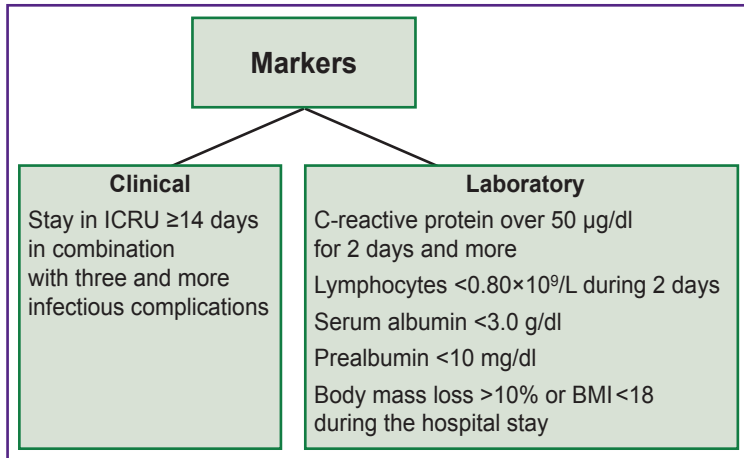 Markers
Clinical
Stay in ICRU ≥14 days
in combination
with three and more
infectious complications
Laboratory
C-reactive protein over 50 µg/dl
for 2 days and more
Lymphocytes <0.80×10⁹/L during 2 days
Serum albumin <3.0 g/dl
Prealbumin <10 mg/dl
Body mass loss >10% or BMI <18
during the hospital stay